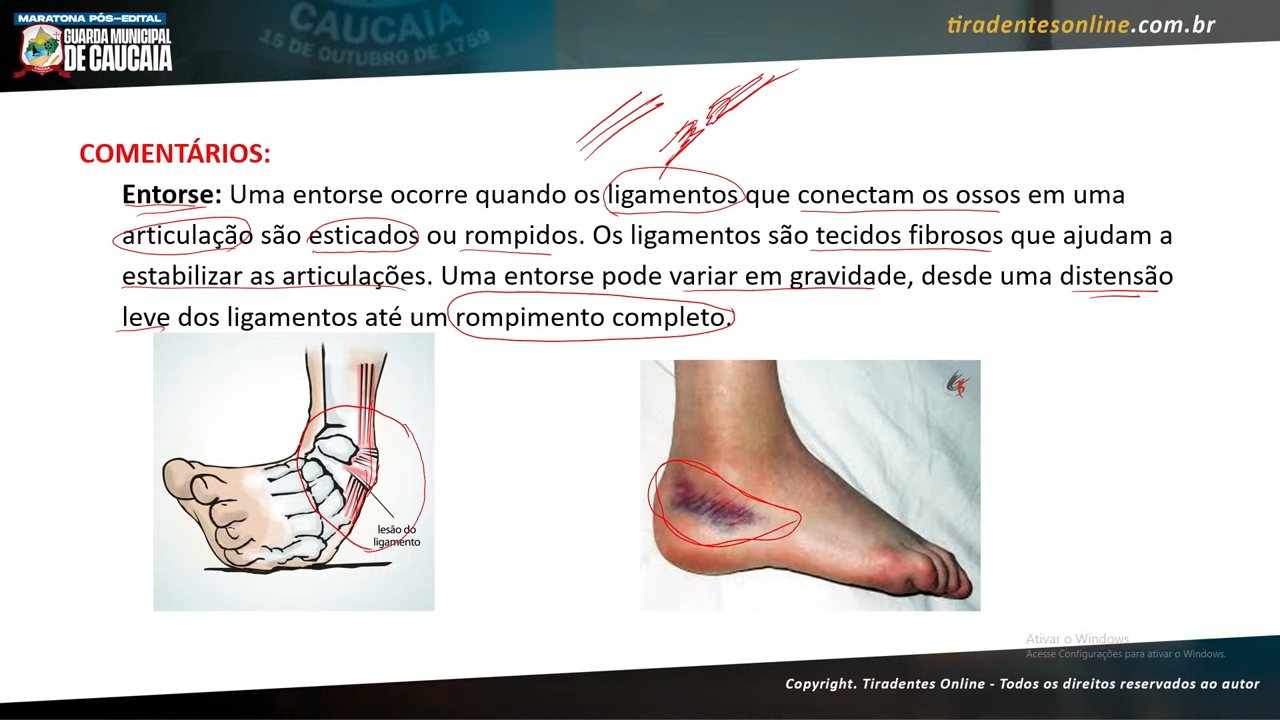 MARATONA PÓS-EDITAL
GUARDA MUNICIPAL
DE CAUCAIA
CAUCAIA
15 DE OUTUBRO DE 1759
tiradentesonline.com.br
COMENTÁRIOS:
Entorse: Uma entorse ocorre quando os ligamentos que conectam os ossos em uma
articulação são esticados ou rompidos. Os ligamentos são tecidos fibrosos que ajudam a
estabilizar as articulações. Uma entorse pode variar em gravidade, desde uma distensão
leve dos ligamentos até um rompimento completo.
lesão do
ligamento
Ativar o Windows
Acesse Configurações para ativar o Windows.
Copyright. Tiradentes Online - Todos os direitos reservados ao autor